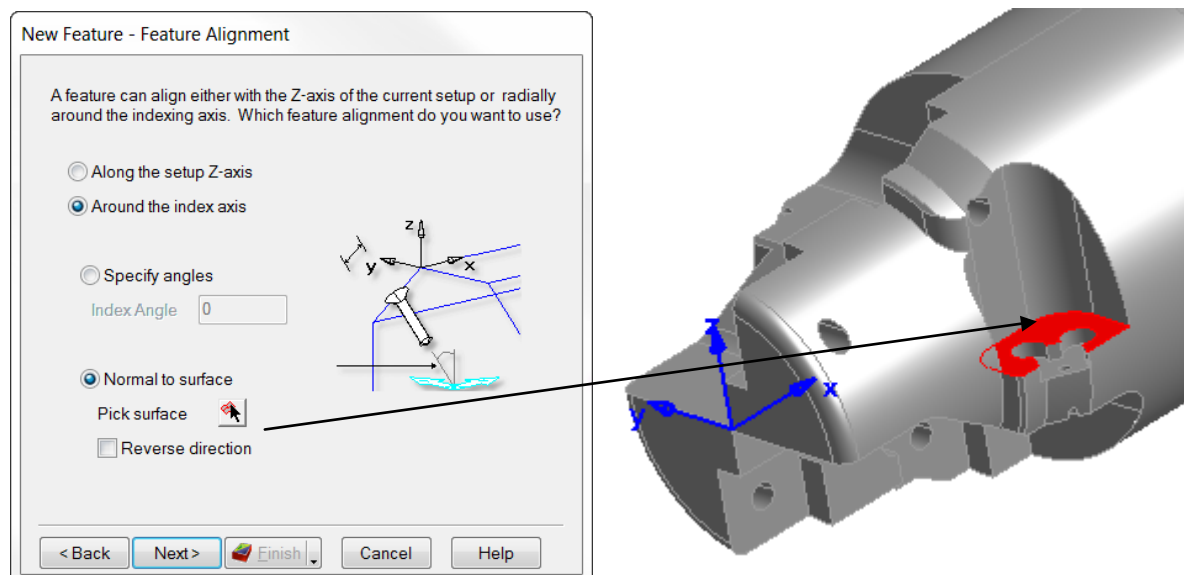 New Feature - Feature Alignment
A feature can align either with the Z-axis of the current setup or radially
around the indexing axis.  Which feature alignment do you want to use?
Along the setup Z-axis
Around the index axis
z
y
x
Specify angles
Index Angle 0
Normal to surface
Pick surface
Reverse direction
< Back
Next >
Finish
Cancel
Help
z
x
y